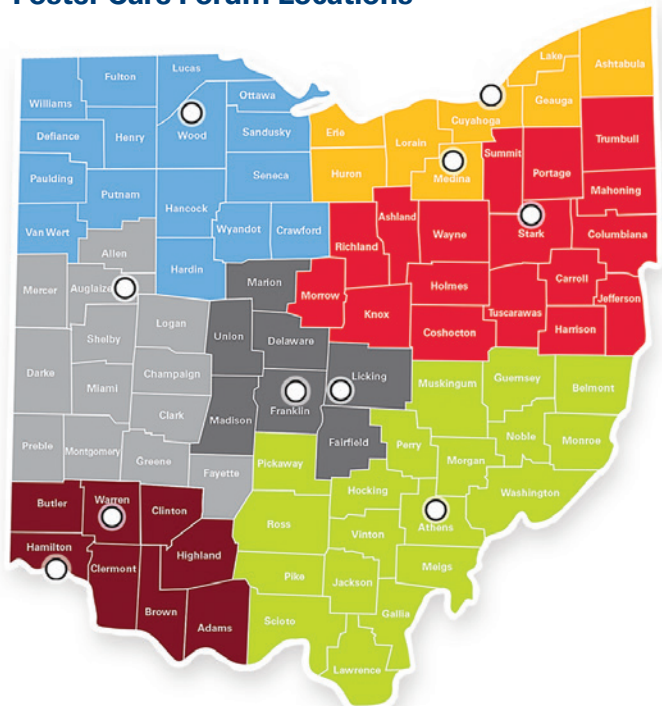 Foster Care Forum Locations
Lucas
Fulton
Williams
Ottawa
Wood
Defiance
Henry
Sandusky
Paulding
Seneca
Putnam
Hancock
Van Wert
Wyandot
Crawford
Hardin
Lake
Ashtabula
Geauga
Cuyahoga
Erie
Lorain
Huron
Medina
Summit
Portage
Trumbull
Mahoning
Ashland
Wayne
Stark
Columbiana
Richland
Carroll
Holmes
Jefferson
Morrow
Knox
Tuscarawas
Coshocton
Harrison
Allen
Mercer
Auglaize
Logan
Shelby
Champaign
Darke
Miami
Clark
Preble
Montgomery
Greene
Fayette
Marion
Union
Delaware
Licking
Franklin
Madison
Fairfield
Muskingum
Guernsey
Belmont
Noble
Monroe
Perry
Morgan
Pickaway
Washington
Hocking
Athens
Ross
Vinton
Meigs
Pike
Jackson
Gallia
Scioto
Lawrence
Butler
Warren
Clinton
Hamilton
Clermont
Highland
Brown
Adams